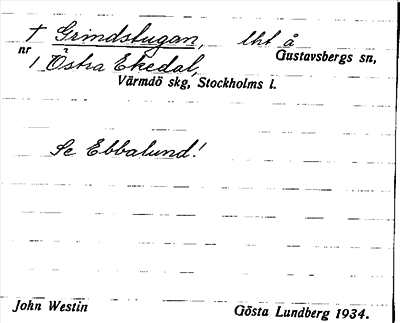 † Grindstugan, lht å
nr 1 Östra Ekedal, Gustavsbergs sn,
Värmdö skg, Stockholms l.
Se Ebbalund!
John Westin Gösta Lundberg 1934.